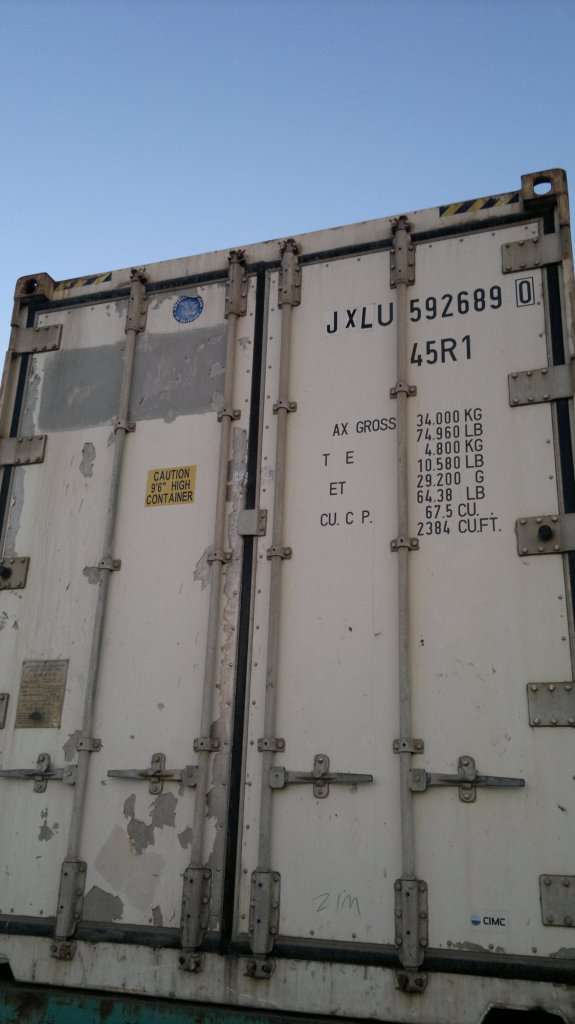 JXLU 592689 0
45R1
AX GROSS 34.000 KG
74.960 LB
T E 4.800 KG
10.580 LB
ET 29.200 G
64.38 LB
CU. C P. 67.5 CU. .
2384 CU.FT.
CAUTION
9'6" HIGH
CONTAINER
ZIM
CIMC